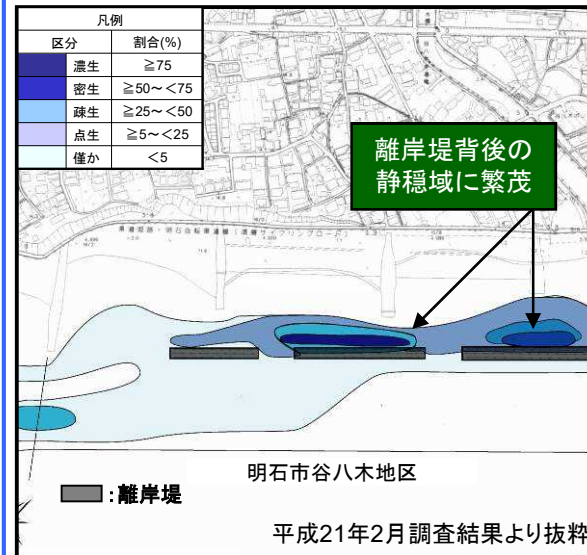 凡例
区分 割合(%)
濃生 ≧75
密生 ≧50~<75
疎生 ≧25~<50
点生 ≧5~<25
僅か <5
離岸堤背後の
静穏域に繁茂
明石市谷八木地区
:離岸堤
平成21年2月調査結果より抜粋